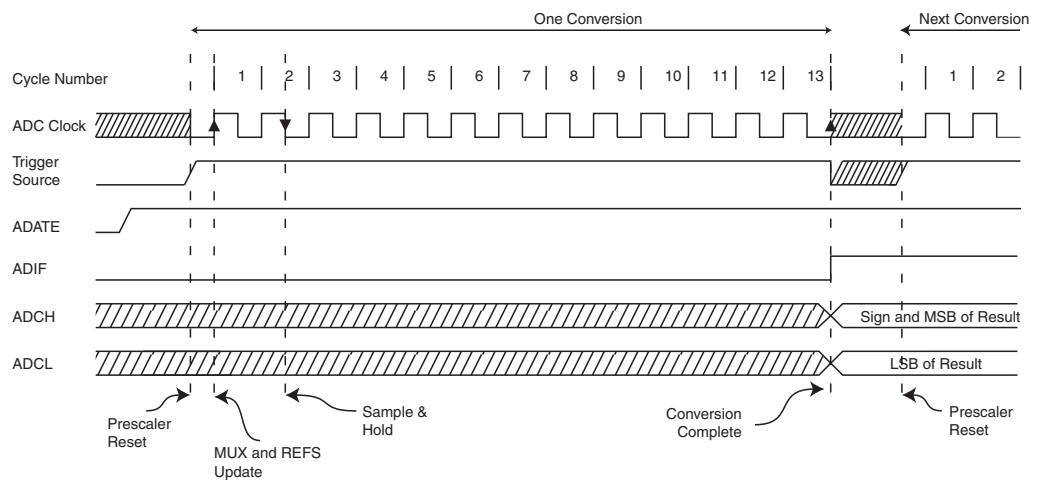 One Conversion
Next Conversion
Cycle Number
1 2 3 4 5 6 7 8 9 10 11 12 13 1 2
ADC Clock
Trigger
Source
ADATE
ADIF
ADCH
Sign and MSB of Result
ADCL
LSB of Result
Prescaler
Reset
MUX and REFS
Update
Sample &
Hold
Conversion
Complete
Prescaler
Reset